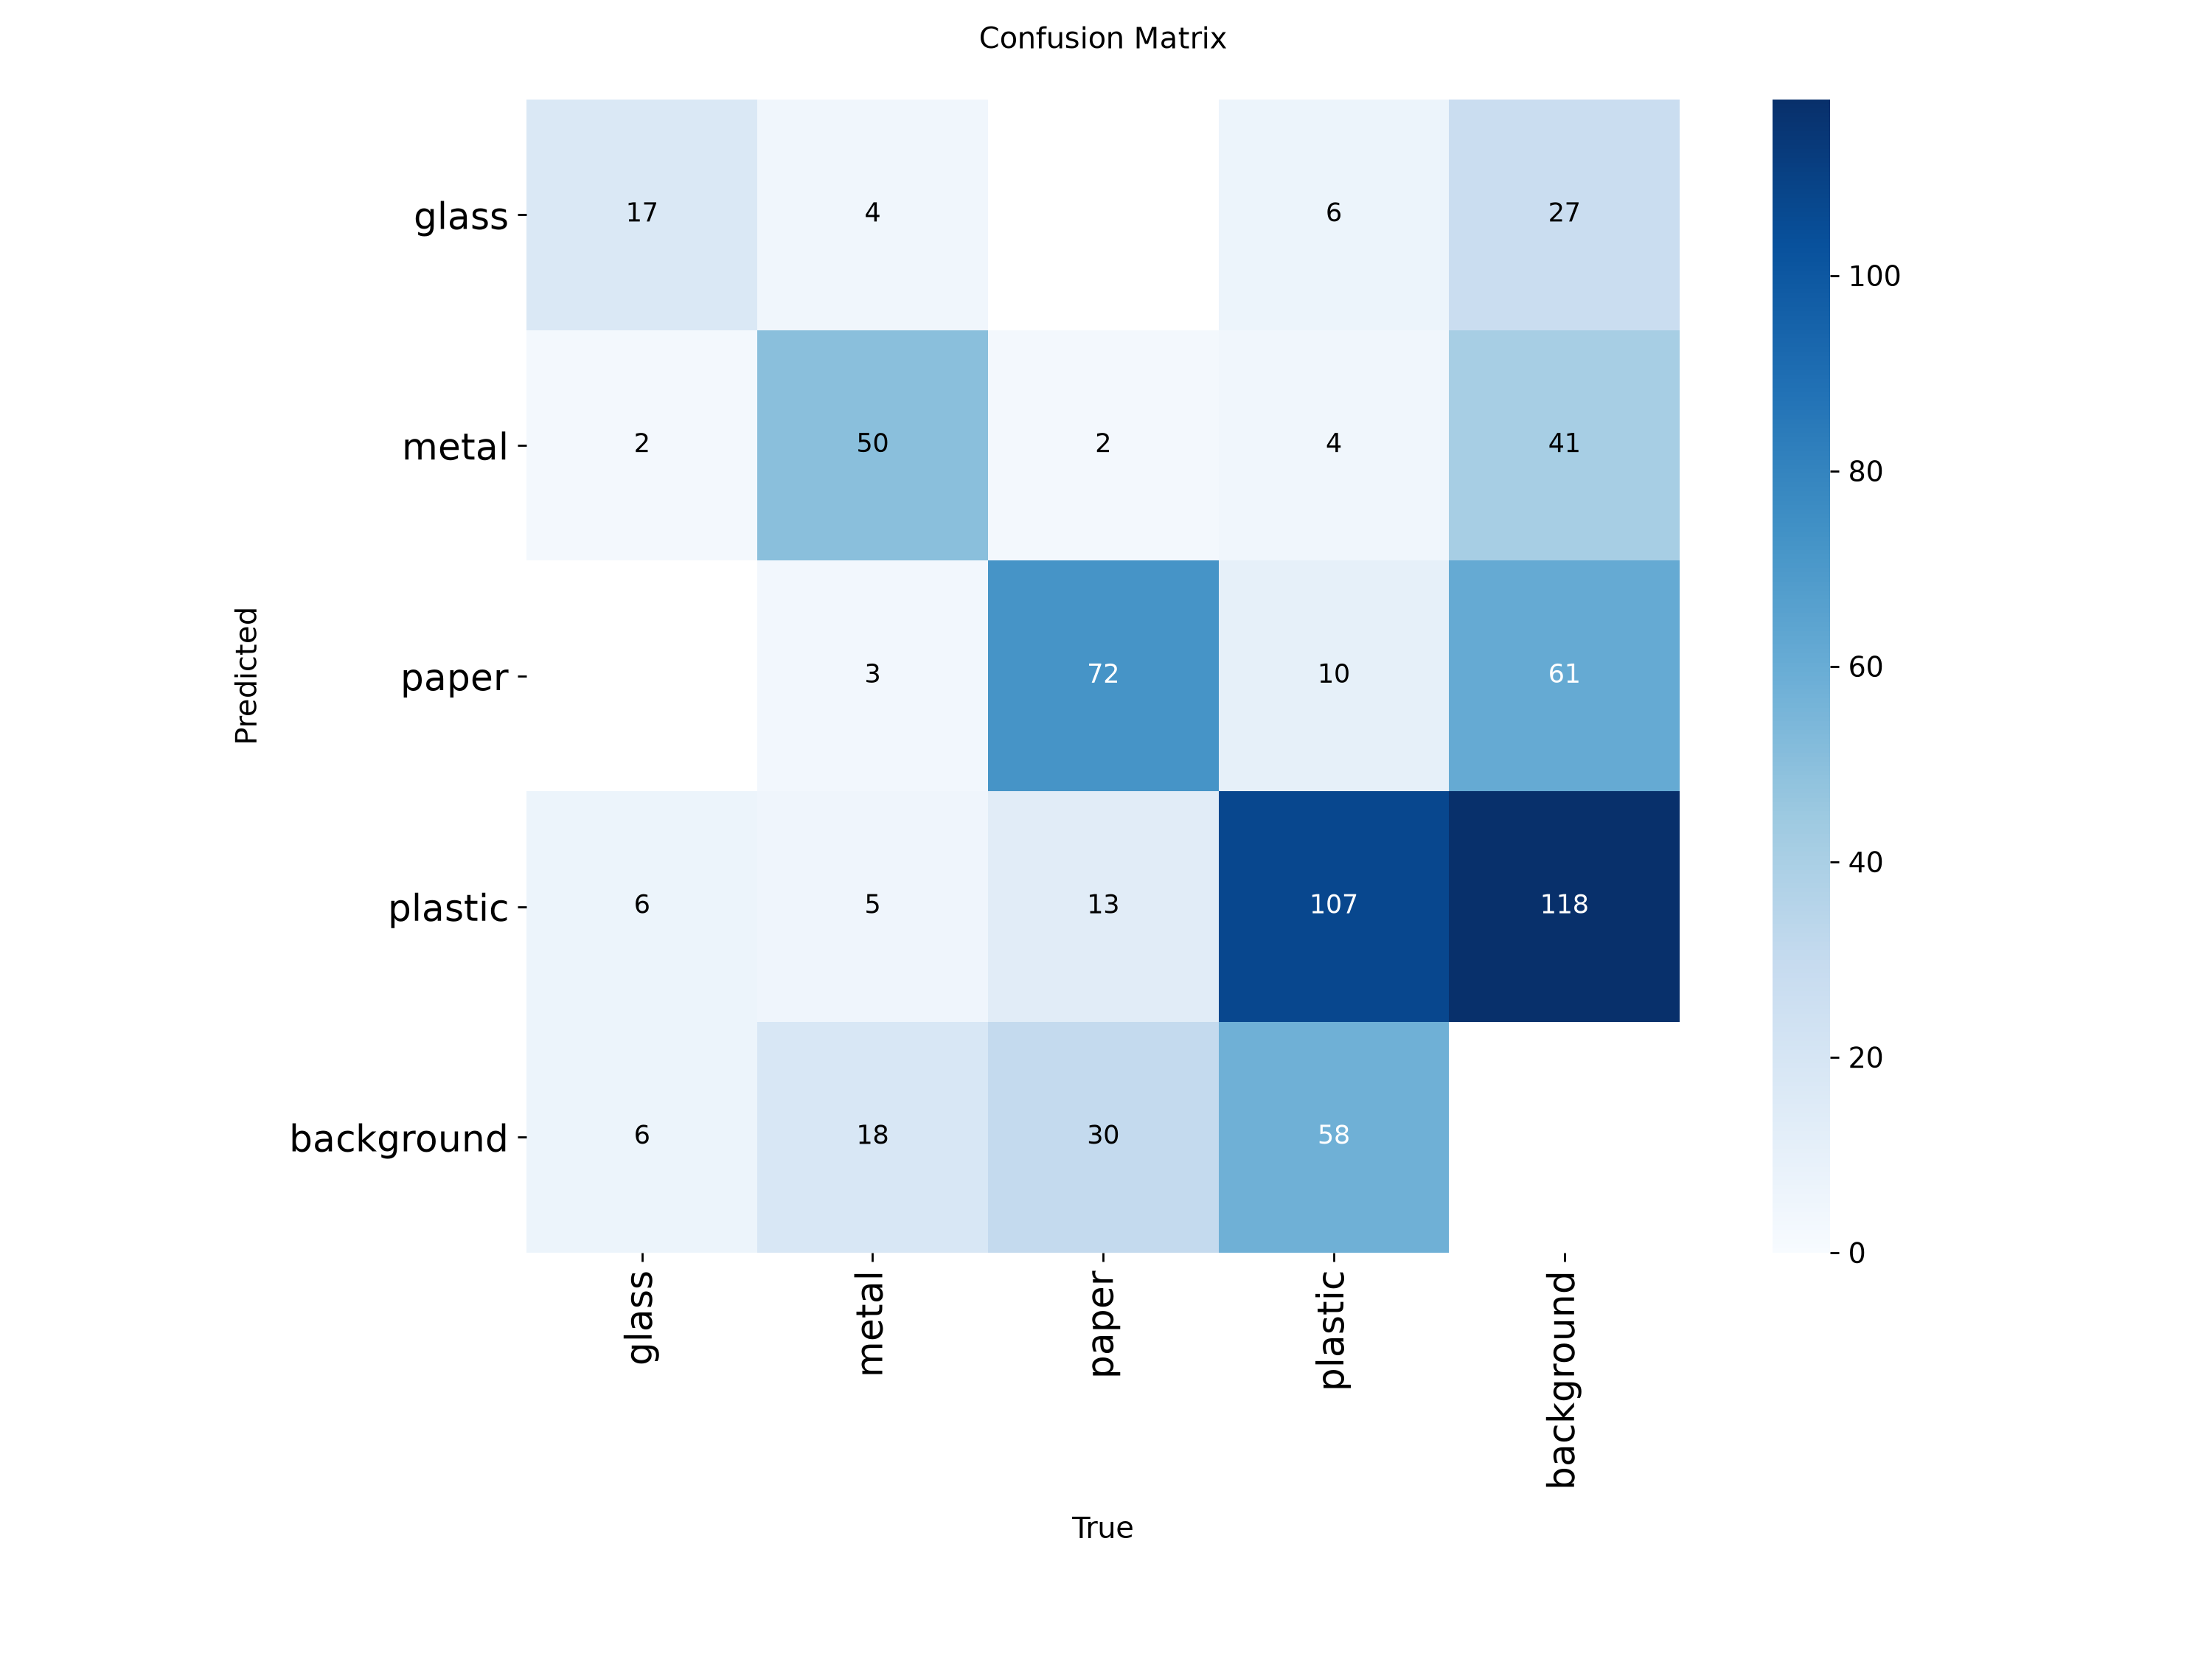 Confusion Matrix
glass 17 4 6 27
metal 2 50 2 4 41
paper 3 72 10 61
plastic 6 5 13 107 118
background 6 18 30 58
glass metal paper plastic background
True
Predicted
100
80
60
40
20
0